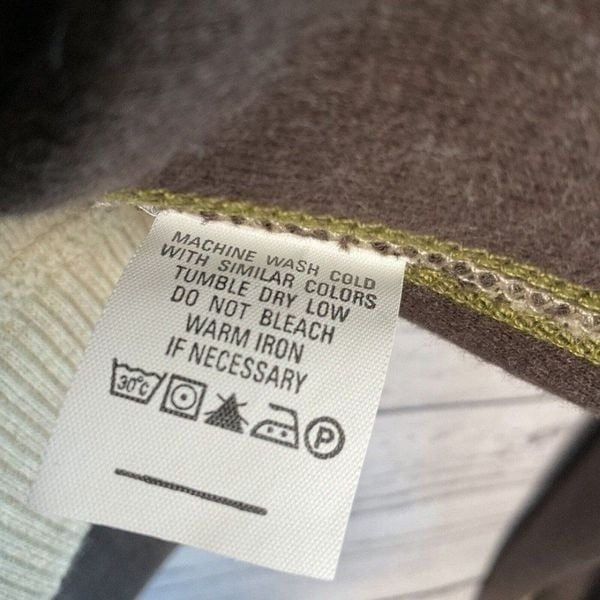 MACHINE WASH COLD
WITH SIMILAR COLORS
TUMBLE DRY LOW
DO NOT BLEACH
WARM IRON
IF NECESSARY
30°C P